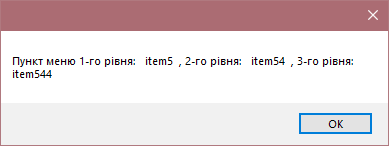 Пункт меню 1-го рівня:   item5  , 2-го рівня:   item54  , 3-го рівня:
item544
OK